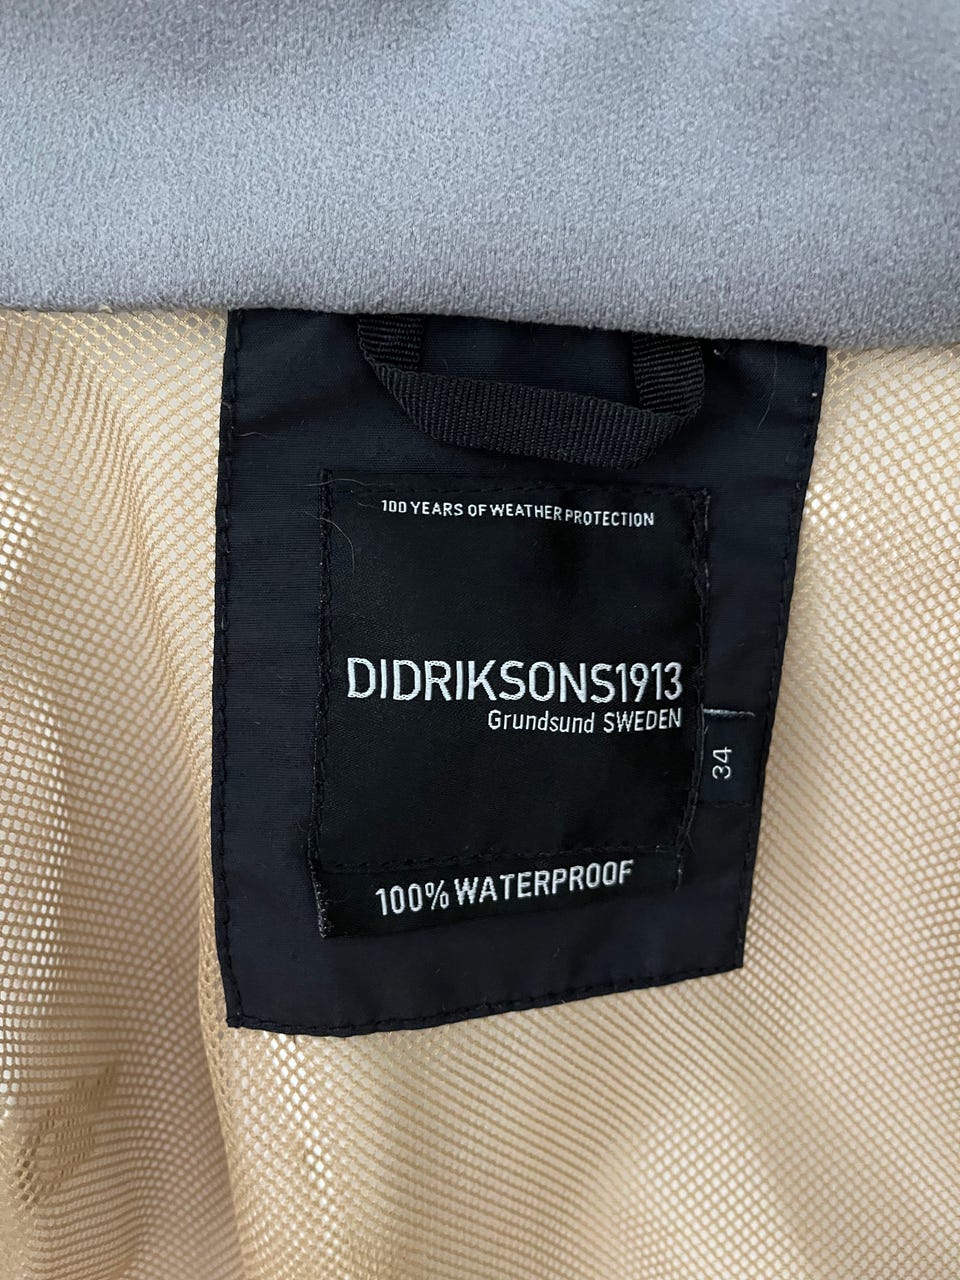 100 YEARS OF WEATHER PROTECTION
DIDRIKSONS1913
Grundsund SWEDEN
34
100% WATERPROOF